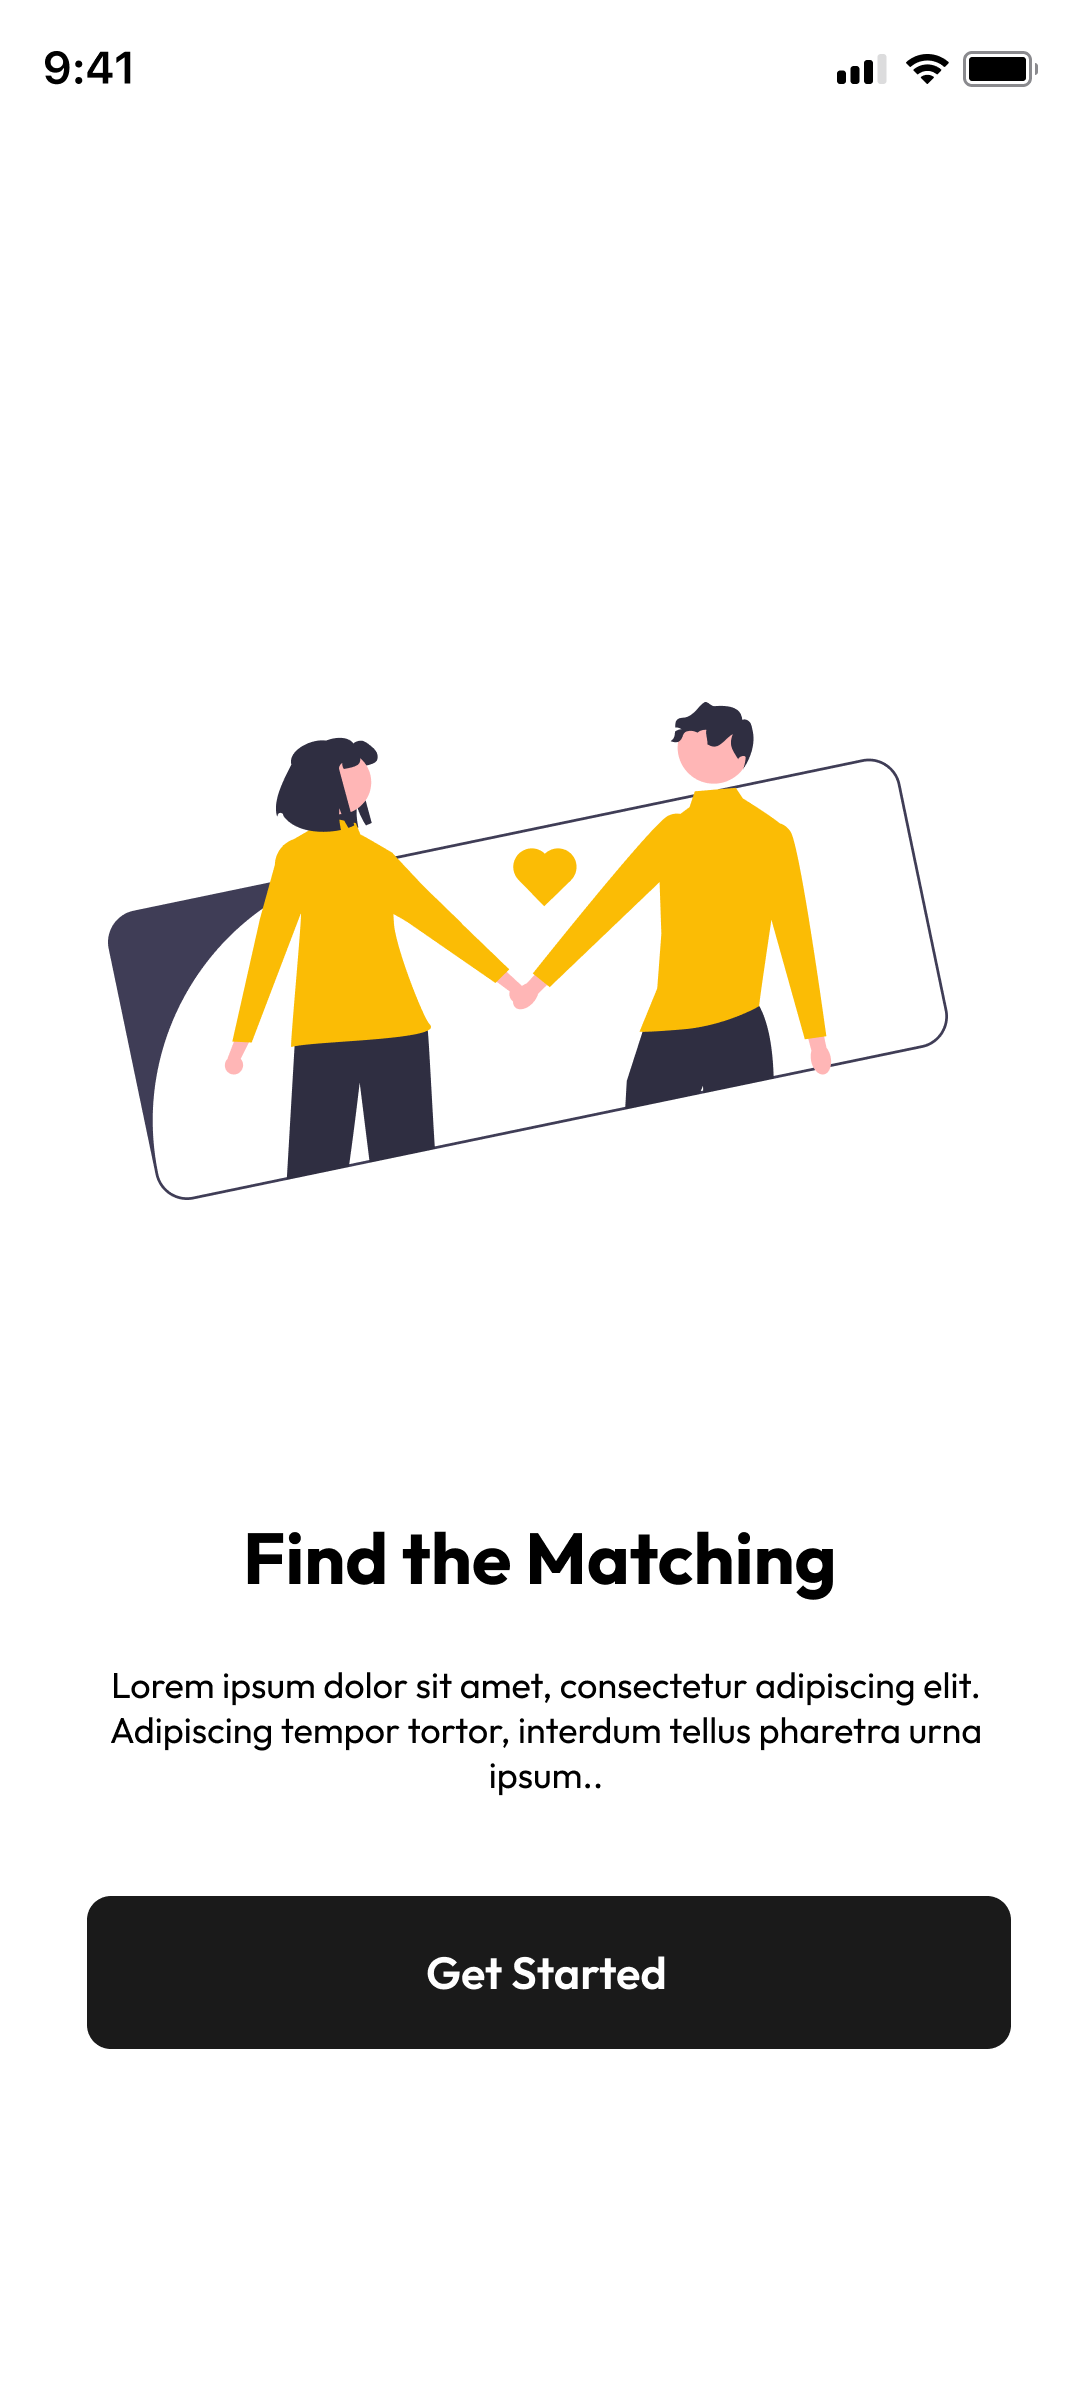 9:41
Find the Matching
Lorem ipsum dolor sit amet, consectetur adipiscing elit.
Adipiscing tempor tortor, interdum tellus pharetra urna
ipsum..
Get Started